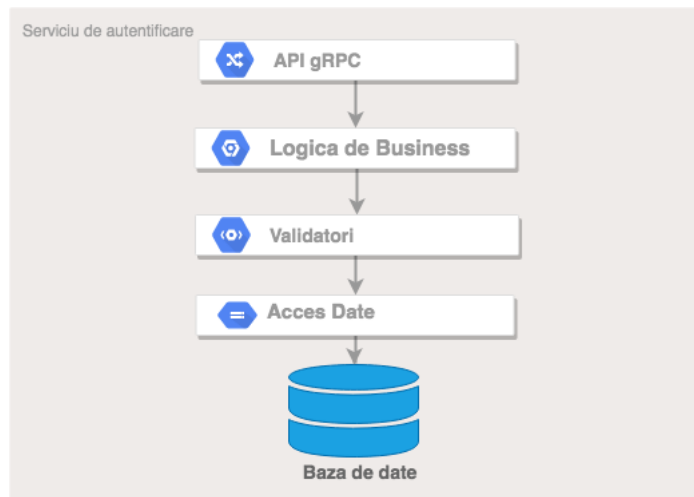 Serviciu de autentificare
API gRPC
Logica de Business
Validatori
Acces Date
Baza de date